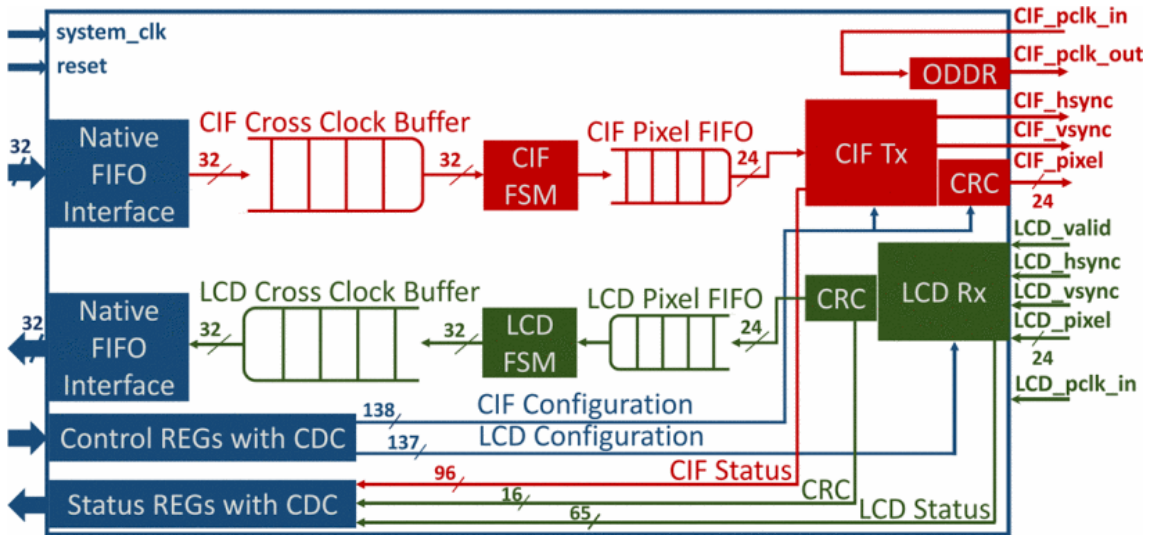 system_clk
reset
CIF_pclk_in
CIF_pclk_out
ODDR
CIF_hsync
CIF_vsync
CIF_pixel
24
32
Native
FIFO
Interface
32
CIF Cross Clock Buffer
32
CIF
FSM
CIF Pixel FIFO
24
CIF Tx
CRC
LCD_valid
LCD_hsync
LCD_vsync
LCD_pixel
24
LCD_pclk_in
32
Native
FIFO
Interface
32
LCD Cross Clock Buffer
32
LCD
FSM
LCD Pixel FIFO
24
CRC
LCD Rx
Control REGs with CDC
138
CIF Configuration
137
LCD Configuration
Status REGs with CDC
96
CIF Status
16
CRC
65
LCD Status